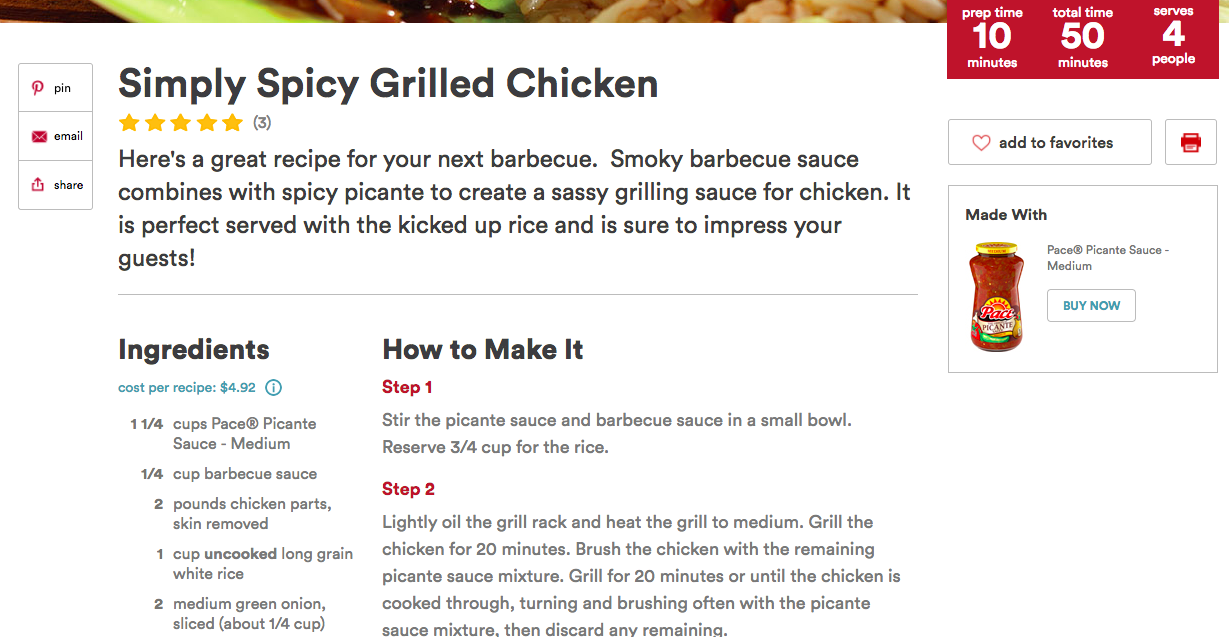 prep time
10
minutes
total time
50
minutes
serves
4
people
pin
email
share
Simply Spicy Grilled Chicken
(3)
Here's a great recipe for your next barbecue.  Smoky barbecue sauce
combines with spicy picante to create a sassy grilling sauce for chicken. It
is perfect served with the kicked up rice and is sure to impress your
guests!
add to favorites
Made With
Pace® Picante Sauce -
Medium
BUY NOW
Pace
PICANTE
Ingredients
cost per recipe: $4.92
1 1/4 cups Pace® Picante
Sauce - Medium
1/4 cup barbecue sauce
2 pounds chicken parts,
skin removed
1 cup uncooked long grain
white rice
2 medium green onion,
sliced (about 1/4 cup)
How to Make It
Step 1
Stir the picante sauce and barbecue sauce in a small bowl.
Reserve 3/4 cup for the rice.
Step 2
Lightly oil the grill rack and heat the grill to medium. Grill the
chicken for 20 minutes. Brush the chicken with the remaining
picante sauce mixture. Grill for 20 minutes or until the chicken is
cooked through, turning and brushing often with the picante
sauce mixture, then discard any remaining.